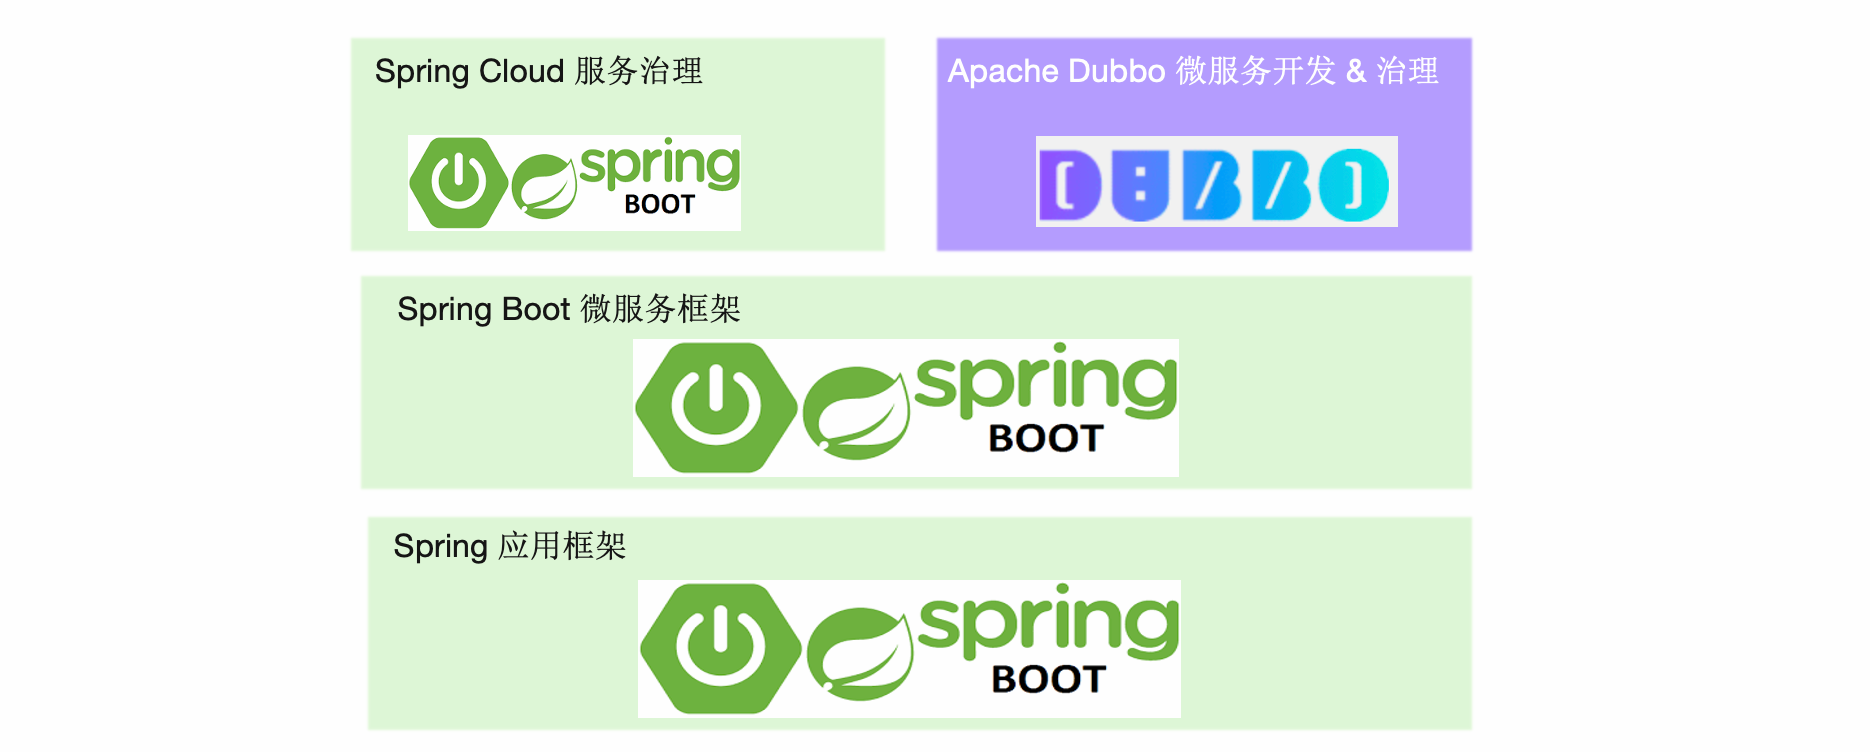 Spring Cloud 服务治理
spring
BOOT
Apache Dubbo 微服务开发 & 治理
DUBBO
Spring Boot 微服务框架
spring
BOOT
Spring 应用框架
spring
BOOT